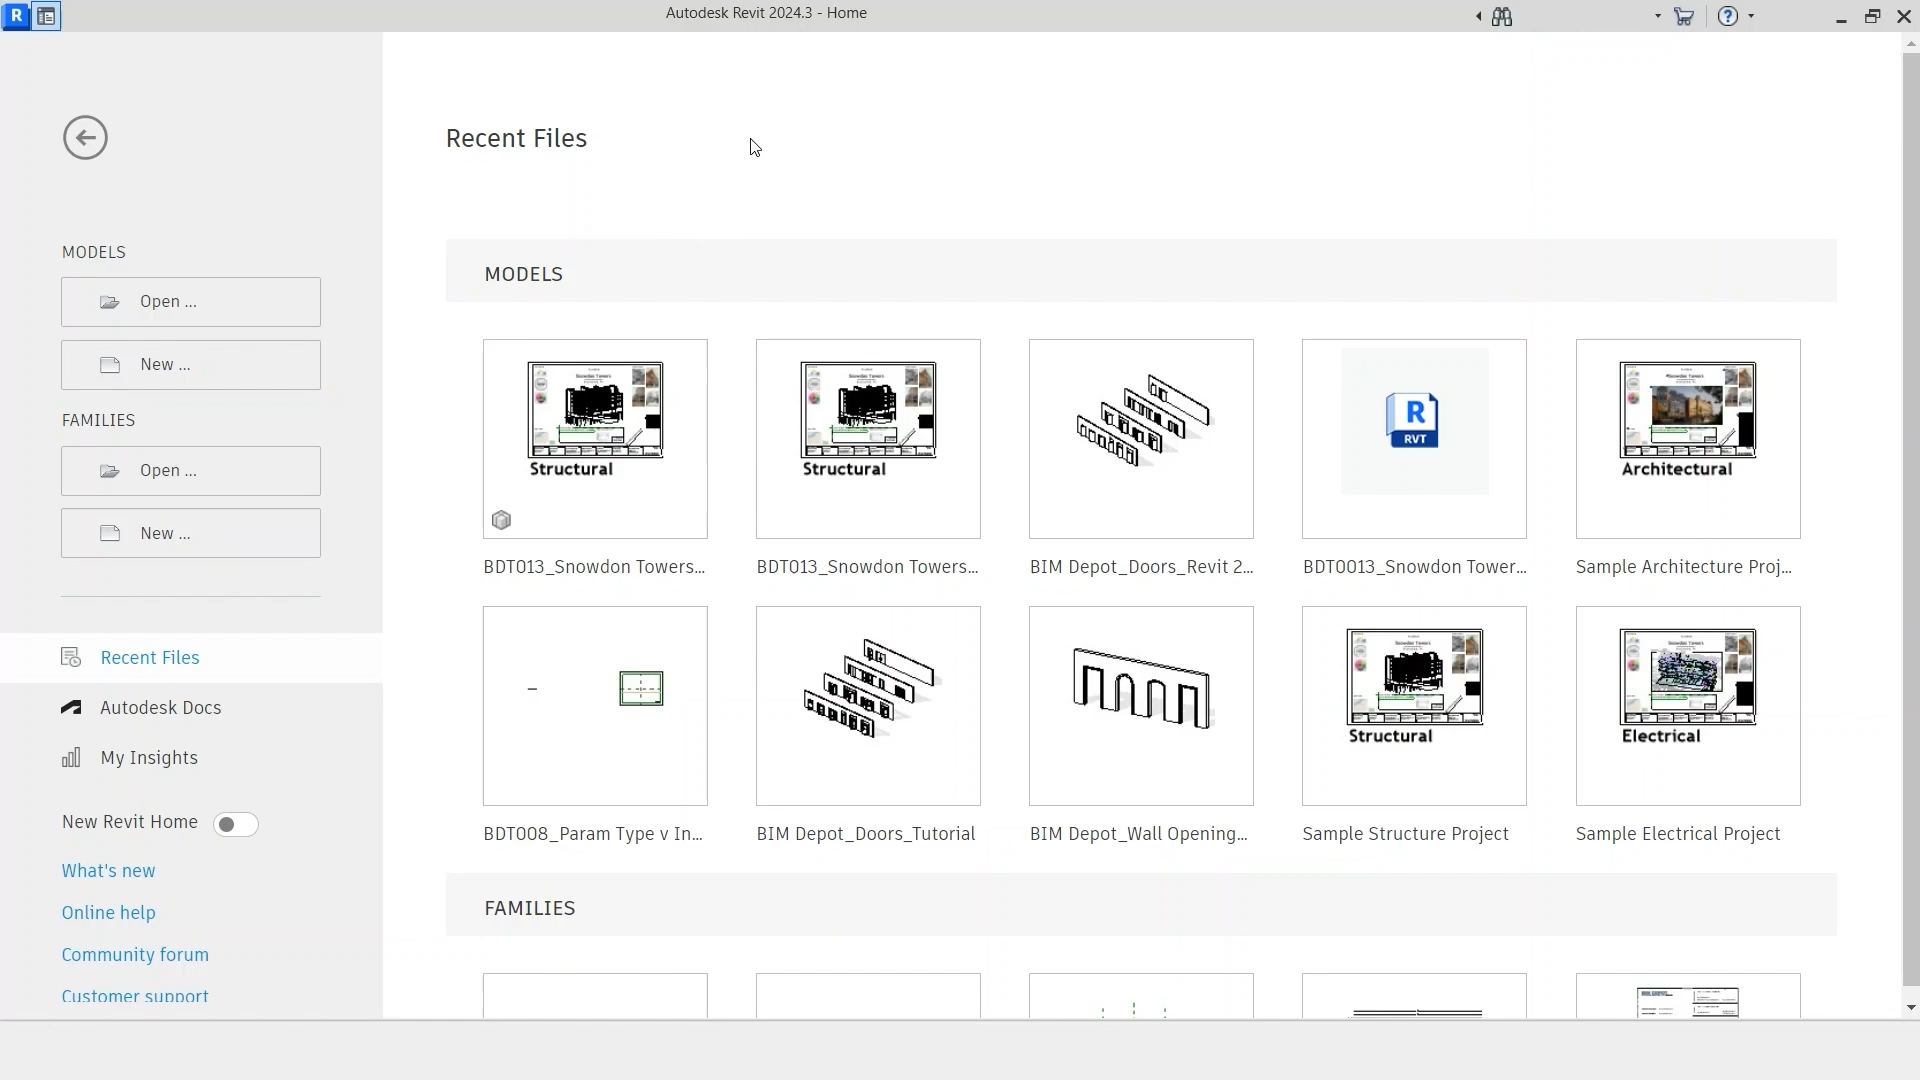 Autodesk Revit 2024.3 - Home
Recent Files
MODELS
Open ...
New ...
FAMILIES
Open ...
New ...
Recent Files
Autodesk Docs
My Insights
New Revit Home
What's new
Online help
Community forum
Customer support
MODELS
Structural
Structural
R
RVT
Architectural
BDT013_Snowdon Towers...
BDT013_Snowdon Towers...
BIM Depot_Doors_Revit 2...
BDT0013_Snowdon Tower...
Sample Architecture Proj...
Structural
Electrical
BDT008_Param Type v In...
BIM Depot_Doors_Tutorial
BIM Depot_Wall Opening...
Sample Structure Project
Sample Electrical Project
FAMILIES